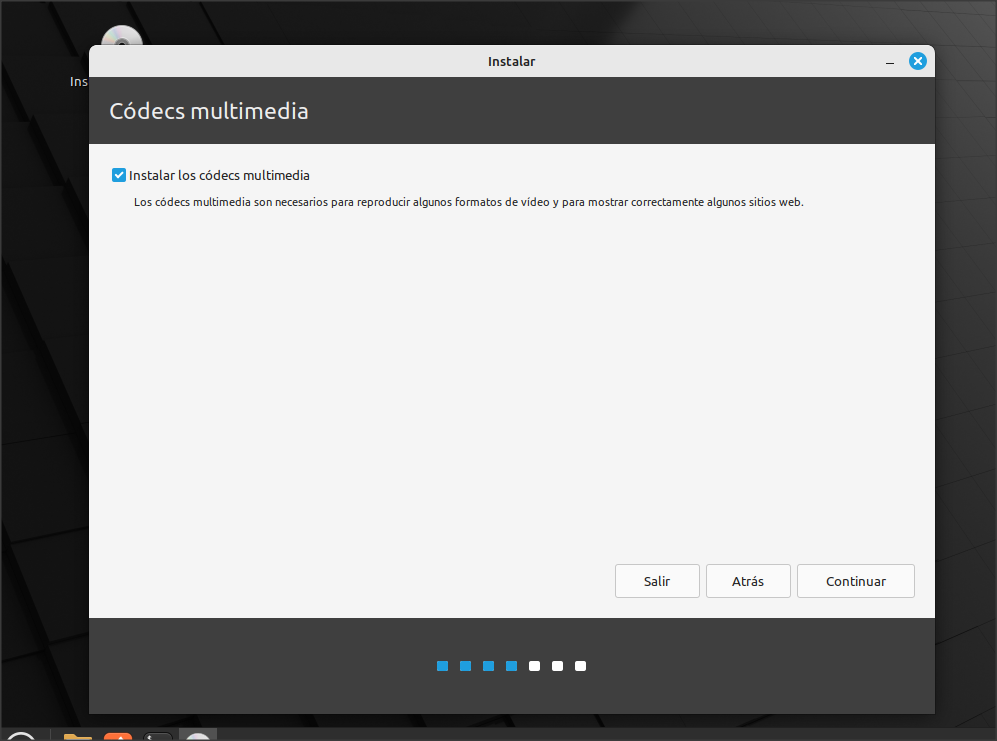 Instalar
Ins
Códecs multimedia
Instalar los códecs multimedia
Los códecs multimedia son necesarios para reproducir algunos formatos de vídeo y para mostrar correctamente algunos sitios web.
Salir
Atrás
Continuar